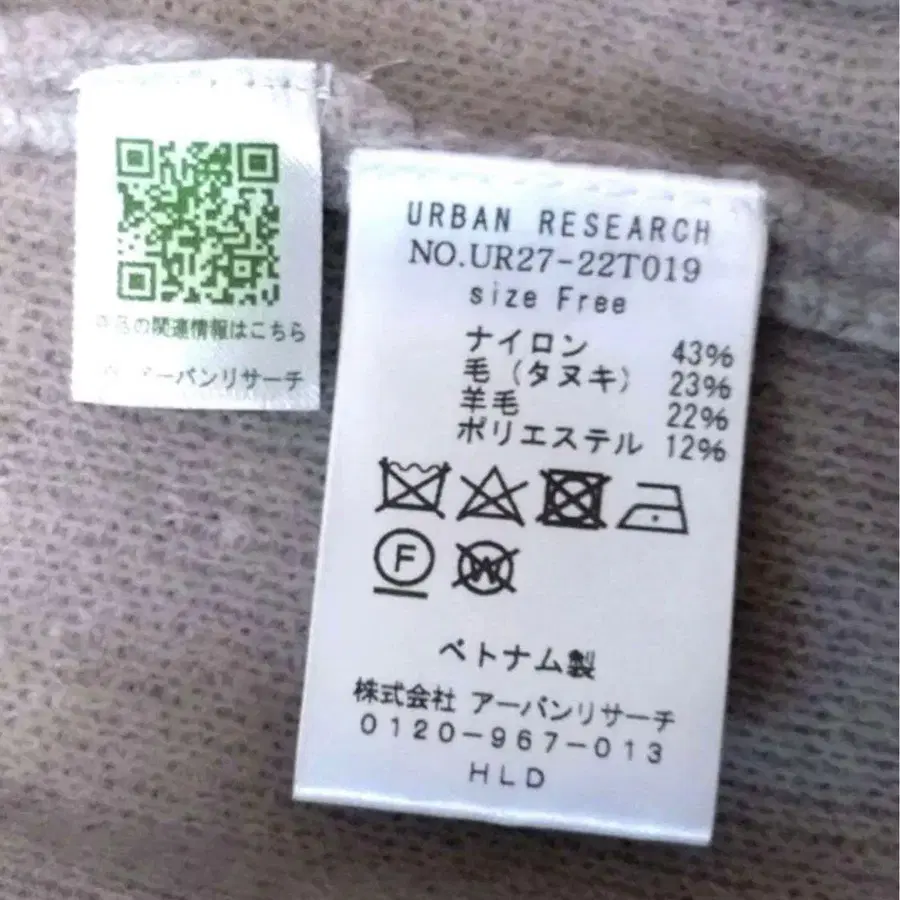 の関連情報はこちら
アーバンリサーチ
URBAN RESEARCH
NO.UR27-22T019
size Free
ナイロン 43%
毛（タヌキ） 23%
羊毛 22%
ポリエステル 12%
F
W
ベトナム製
株式会社 アーバンリサーチ
0120-967-013
HLD